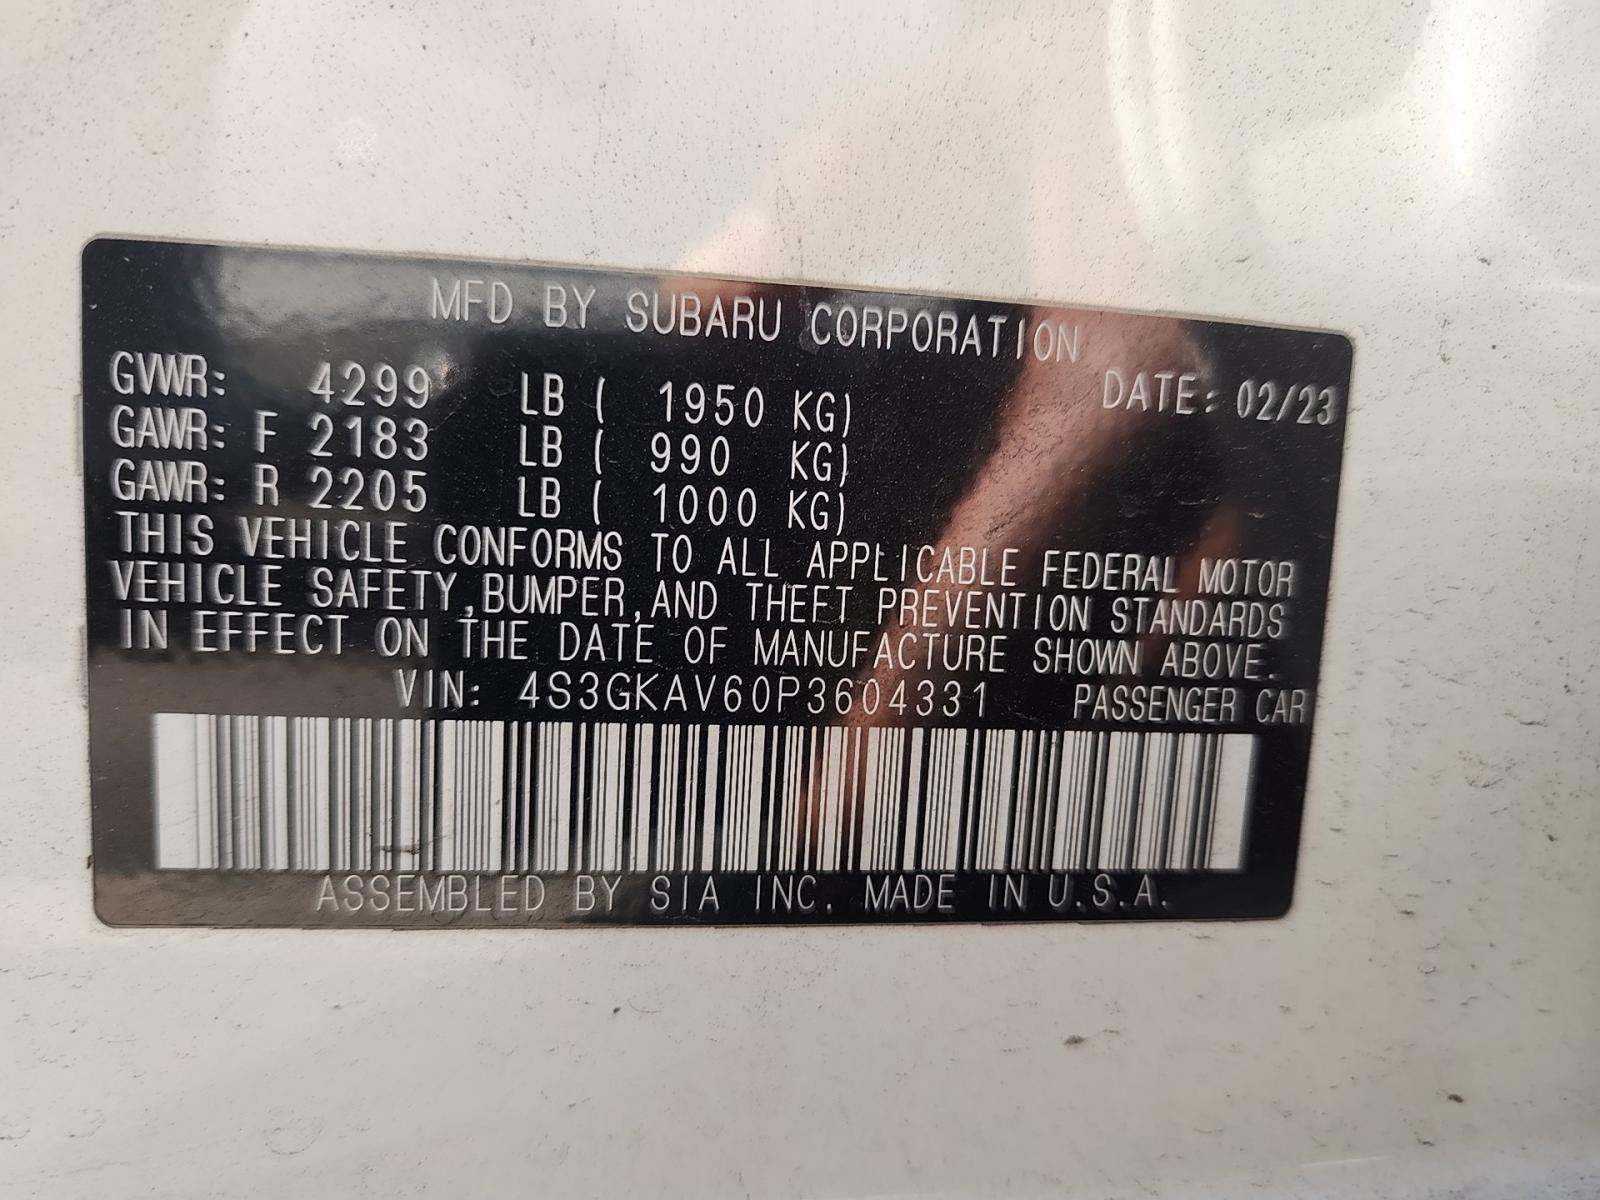 MFD BY SUBARU CORPORATION
GVWR: 4299 LB ( 1950 KG) DATE: 02/23
GAWR: F 2183 LB ( 990 KG)
GAWR: R 2205 LB ( 1000 KG)
THIS VEHICLE CONFORMS TO ALL APPLICABLE FEDERAL MOTOR
VEHICLE SAFETY,BUMPER,AND THEFT PREVENTION STANDARDS
IN EFFECT ON THE DATE OF MANUFACTURE SHOWN ABOVE.
VIN: 4S3GKAV60P3604331 PASSENGER CAR
ASSEMBLED BY SIA INC. MADE IN U.S.A.